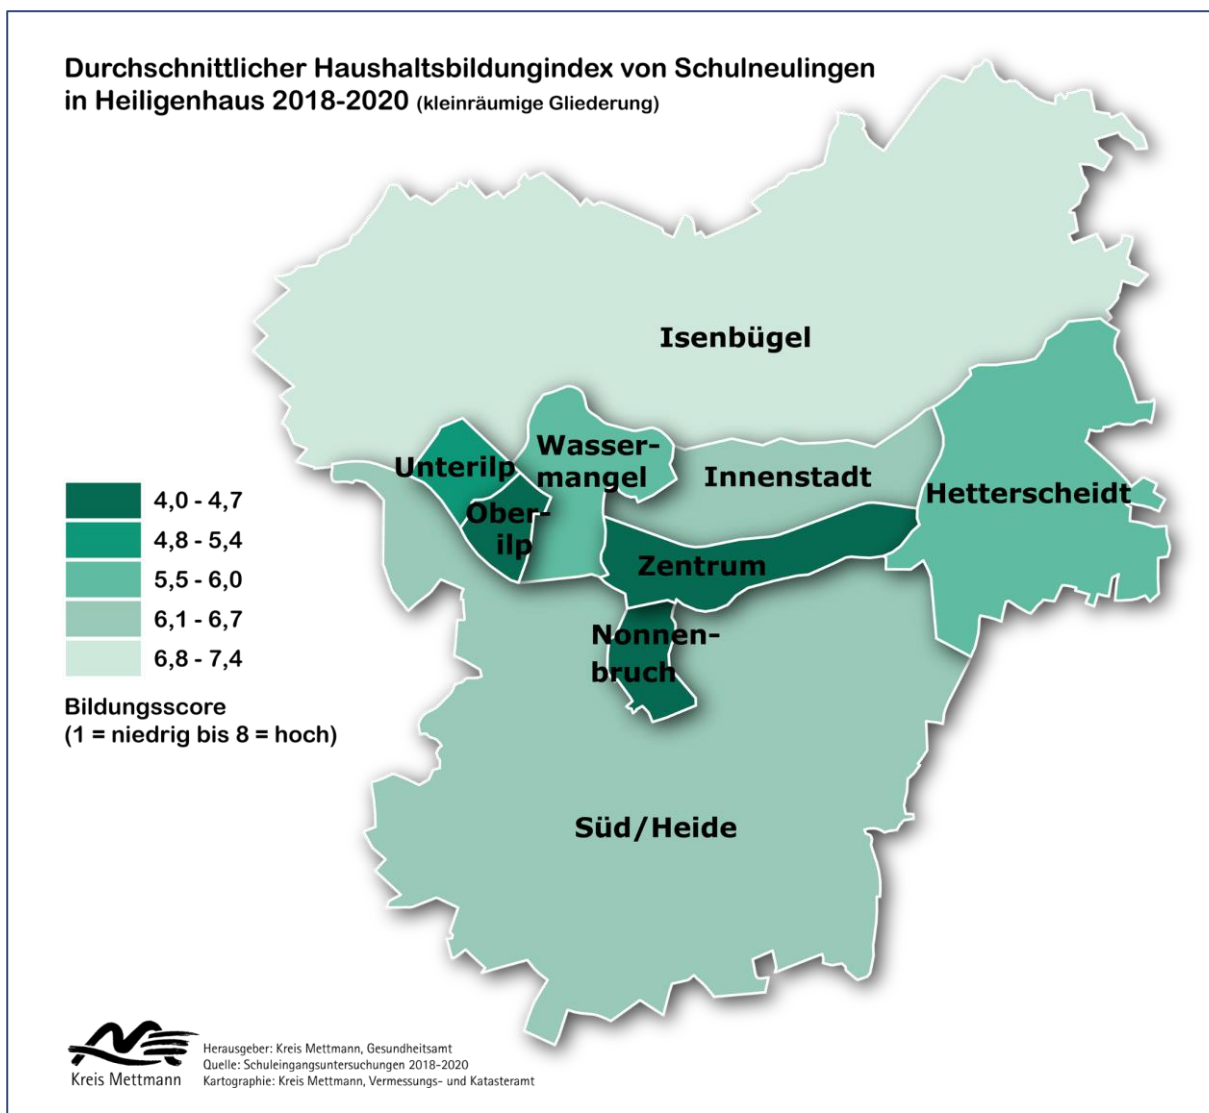 Durchschnittlicher Haushaltsbildungindex von Schulneulingen
in Heiligenhaus 2018-2020 (kleinräumige Gliederung)
Isenbügel
Wasser-
mangel
Unterilp
Innenstadt
Hetterscheidt
Ober-
ilp
Zentrum
Nonnen-
bruch
Süd/Heide
4,0 - 4,7
4,8 - 5,4
5,5 - 6,0
6,1 - 6,7
6,8 - 7,4
Bildungsscore
(1 = niedrig bis 8 = hoch)
Kreis Mettmann
Herausgeber: Kreis Mettmann, Gesundheitsamt
Quelle: Schuleingangsuntersuchungen 2018-2020
Kartographie: Kreis Mettmann, Vermessungs- und Katasteramt